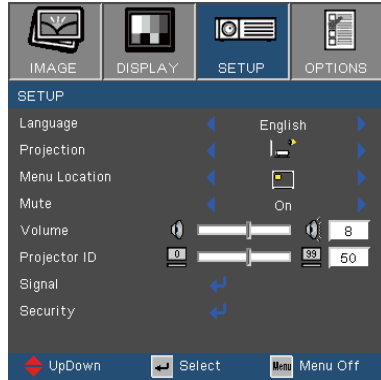 IMAGE DISPLAY SETUP OPTIONS
SETUP
Language English
Projection
Menu Location
Mute On
Volume 8
Projector ID 0 99 50
Signal
Security
UpDown Select Menu Menu Off